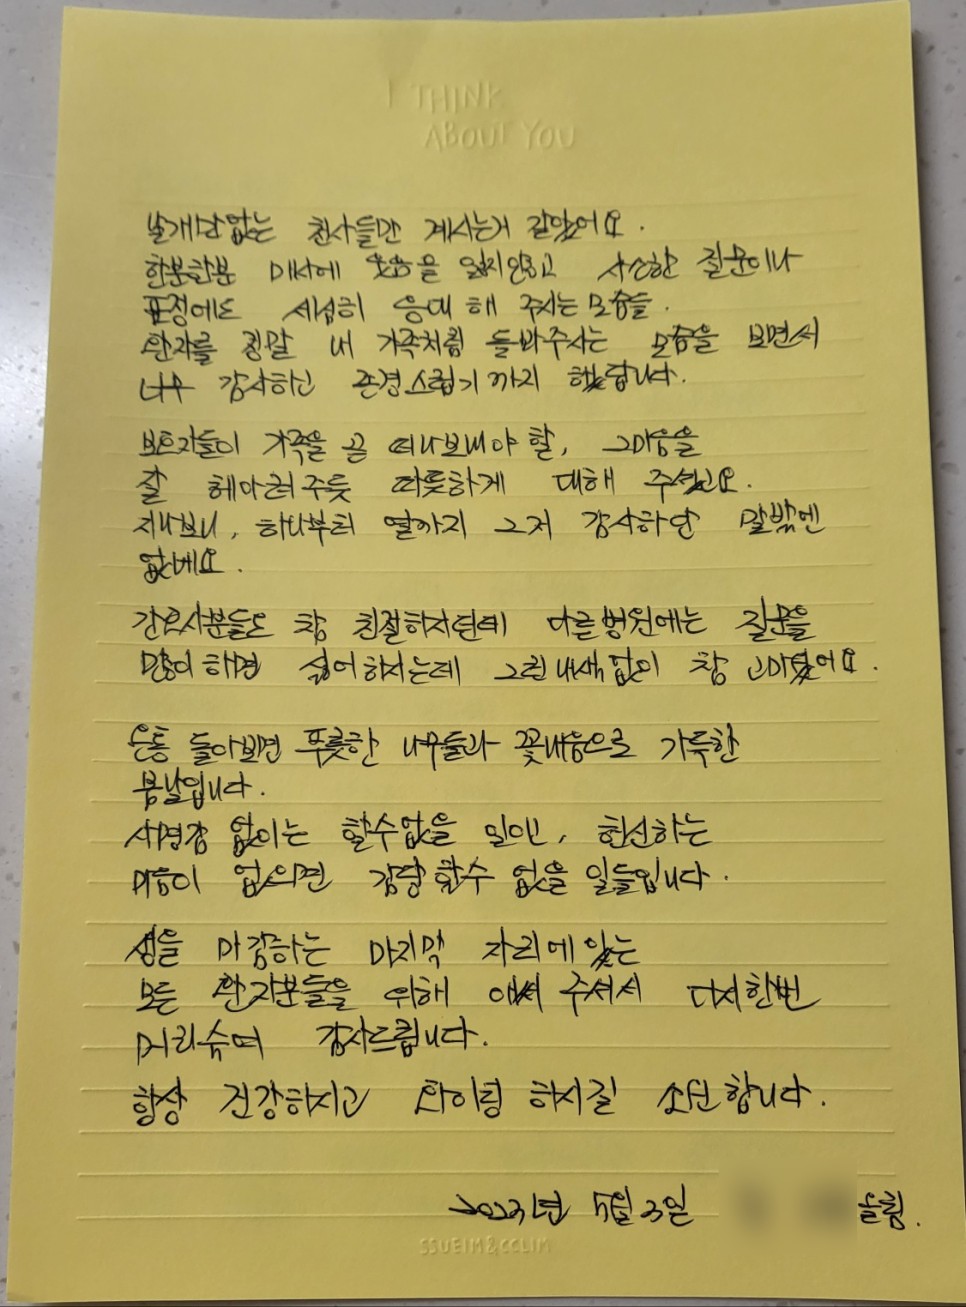 I THINK
ABOUT YOU
날개만 없는 천사들만 계시는거 같았어요.
한분한분 매사에 웃음을 잃지않고 사소한 질문이나
표정에도 세심히 응대 해 주시는 모습들.
환자를 정말 내 가족처럼 돌봐주시는 모습을 보면서
너무 감사하고 존경스럽기까지 했답니다.
보호자들이 가족을 곧 떠나보내야 할, 그마음을
잘 헤아려주듯 따듯하게 대해 주셨고요.
지나보니, 하나부터 열까지 그저 감사하단 말밖엔
없네요.
간호사분들도 참 친절하시던데 다른병원에는 질문을
많이하면 싫어하시는데 그런내색없이 참 고마웠어요.
온통 돌아보면 푸릇한 나무들과 꽃내음으로 가득한
봄날입니다.
사명감 없이는 할수없을 일이고, 헌신하는
마음이 없으면 감당할수 없을 일들입니다.
생을 마감하는 마지막 자리에있는
모든 환자분들을 위해 애써 주셔서 다시한번
머리숙여 감사드립니다.
항상 건강하시고 화이팅 하시길 소원합니다.
2023년 5월 3일 올림.
SSUEIM&CCLIM